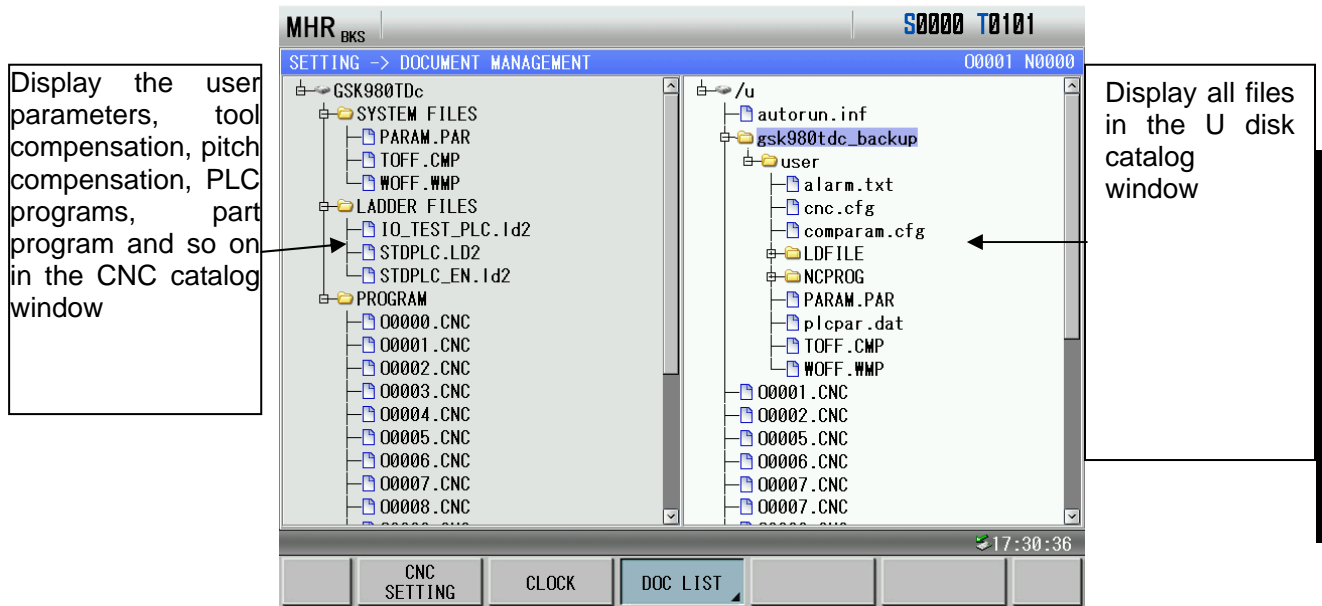 MHR BKS
S0000 T0101
SETTING -> DOCUMENT MANAGEMENT
O0001 N0000
Display the user
parameters, tool
compensation, pitch
compensation, PLC
programs, part
program and so on
in the CNC catalog
window
GSK980TDc
SYSTEM FILES
PARAM.PAR
TOFF.CMP
WOFF.WMP
LADDER FILES
IO_TEST_PLC.ld2
STDPLC.LD2
STDPLC_EN.ld2
PROGRAM
O0000.CNC
O0001.CNC
O0002.CNC
O0003.CNC
O0004.CNC
O0005.CNC
O0006.CNC
O0007.CNC
O0008.CNC
/u
autorun.inf
gsk980tdc_backup
user
alarm.txt
cnc.cfg
comparam.cfg
LDFILE
NCPROG
PARAM.PAR
plcpar.dat
TOFF.CMP
WOFF.WMP
O0001.CNC
O0002.CNC
O0005.CNC
O0006.CNC
O0007.CNC
O0007.CNC
Display all files
in the U disk
catalog
window
17:30:36
CNC
SETTING
CLOCK
DOC LIST